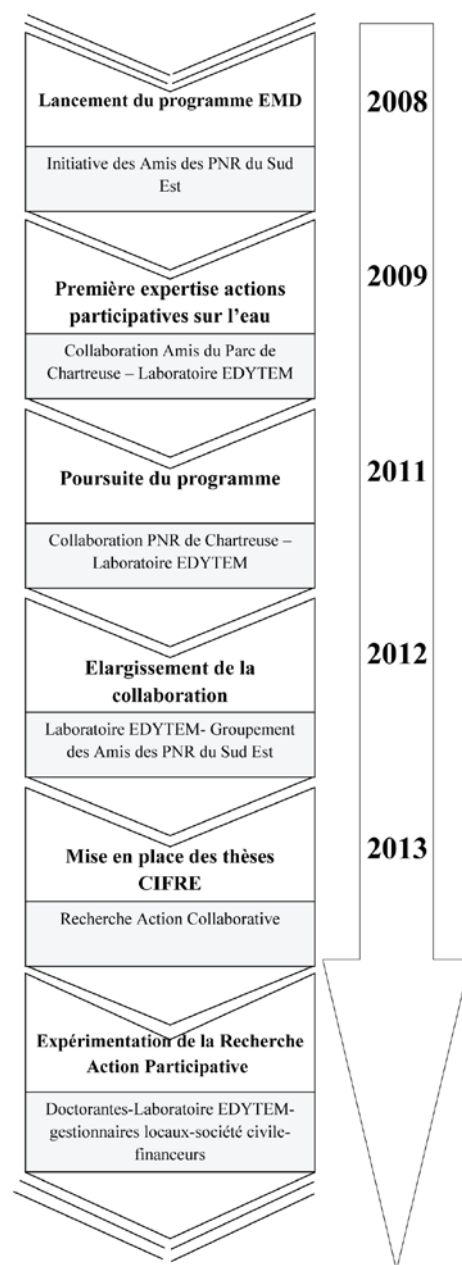 Lancement du programme EMD
2008
Initiative des Amis des PNR du Sud
Est
2009
Première expertise actions
participatives sur l'eau
Collaboration Amis du Parc de
Chartreuse – Laboratoire EDYTEM
2011
Poursuite du programme
Collaboration PNR de Chartreuse –
Laboratoire EDYTEM
2012
Elargissement de la
collaboration
Laboratoire EDYTEM- Groupement
des Amis des PNR du Sud Est
2013
Mise en place des thèses
CIFRE
Recherche Action Collaborative
Expérimentation de la Recherche
Action Participative
Doctorantes-Laboratoire EDYTEM-
gestionnaires locaux-société civile-
financeurs